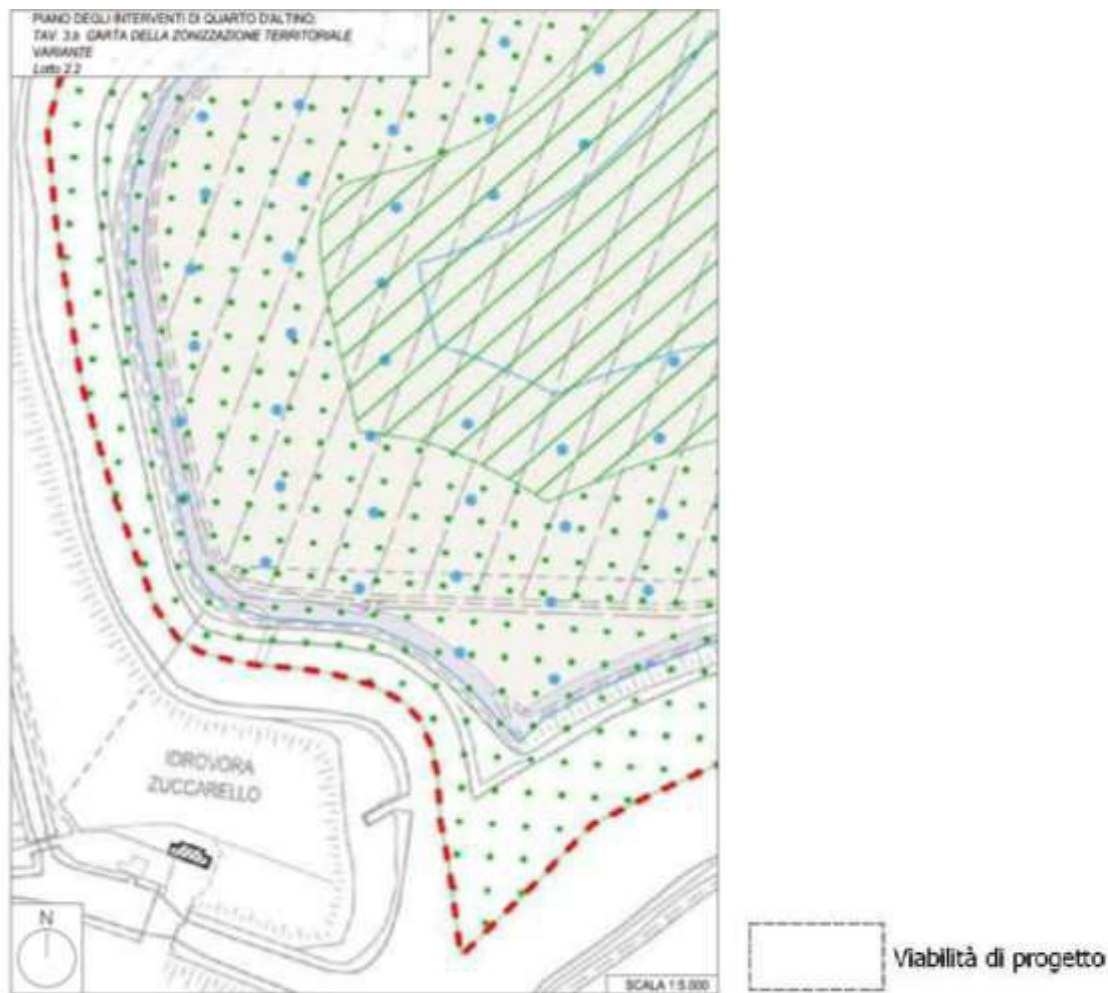 PIANO DEGLI INTERVENTI DI QUARTO D'ALTINO:
TAV. 3.b CARTA DELLA ZONIZZAZIONE TERRITORIALE
VARIANTE
Lotto 2.2
IDROVORA
ZUCCARELLO
N
SCALA 1:5.000
Viabilità di progetto